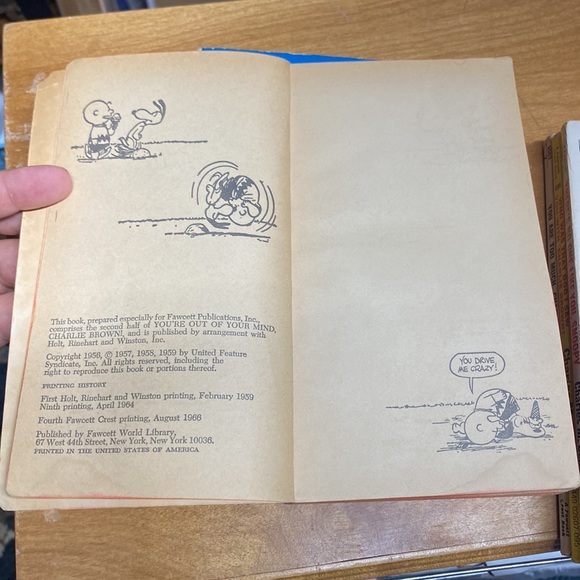 This book, prepared especially for Fawcett Publications, Inc.,
comprises the second half of YOU'RE OUT OF YOUR MIND,
CHARLIE BROWN!, and is published by arrangement with
Holt, Rinehart and Winston, Inc.
Copyright 1956, © 1957, 1958, 1959 by United Feature
Syndicate, Inc. All rights reserved, including the
right to reproduce this book or portions thereof.
PRINTING HISTORY
First Holt, Rinehart and Winston printing, February 1959
Ninth printing, April 1964
Fourth Fawcett Crest printing, August 1966
Published by Fawcett World Library,
67 West 44th Street, New York, New York 10036.
PRINTED IN THE UNITED STATES OF AMERICA
YOU DRIVE
ME CRAZY!